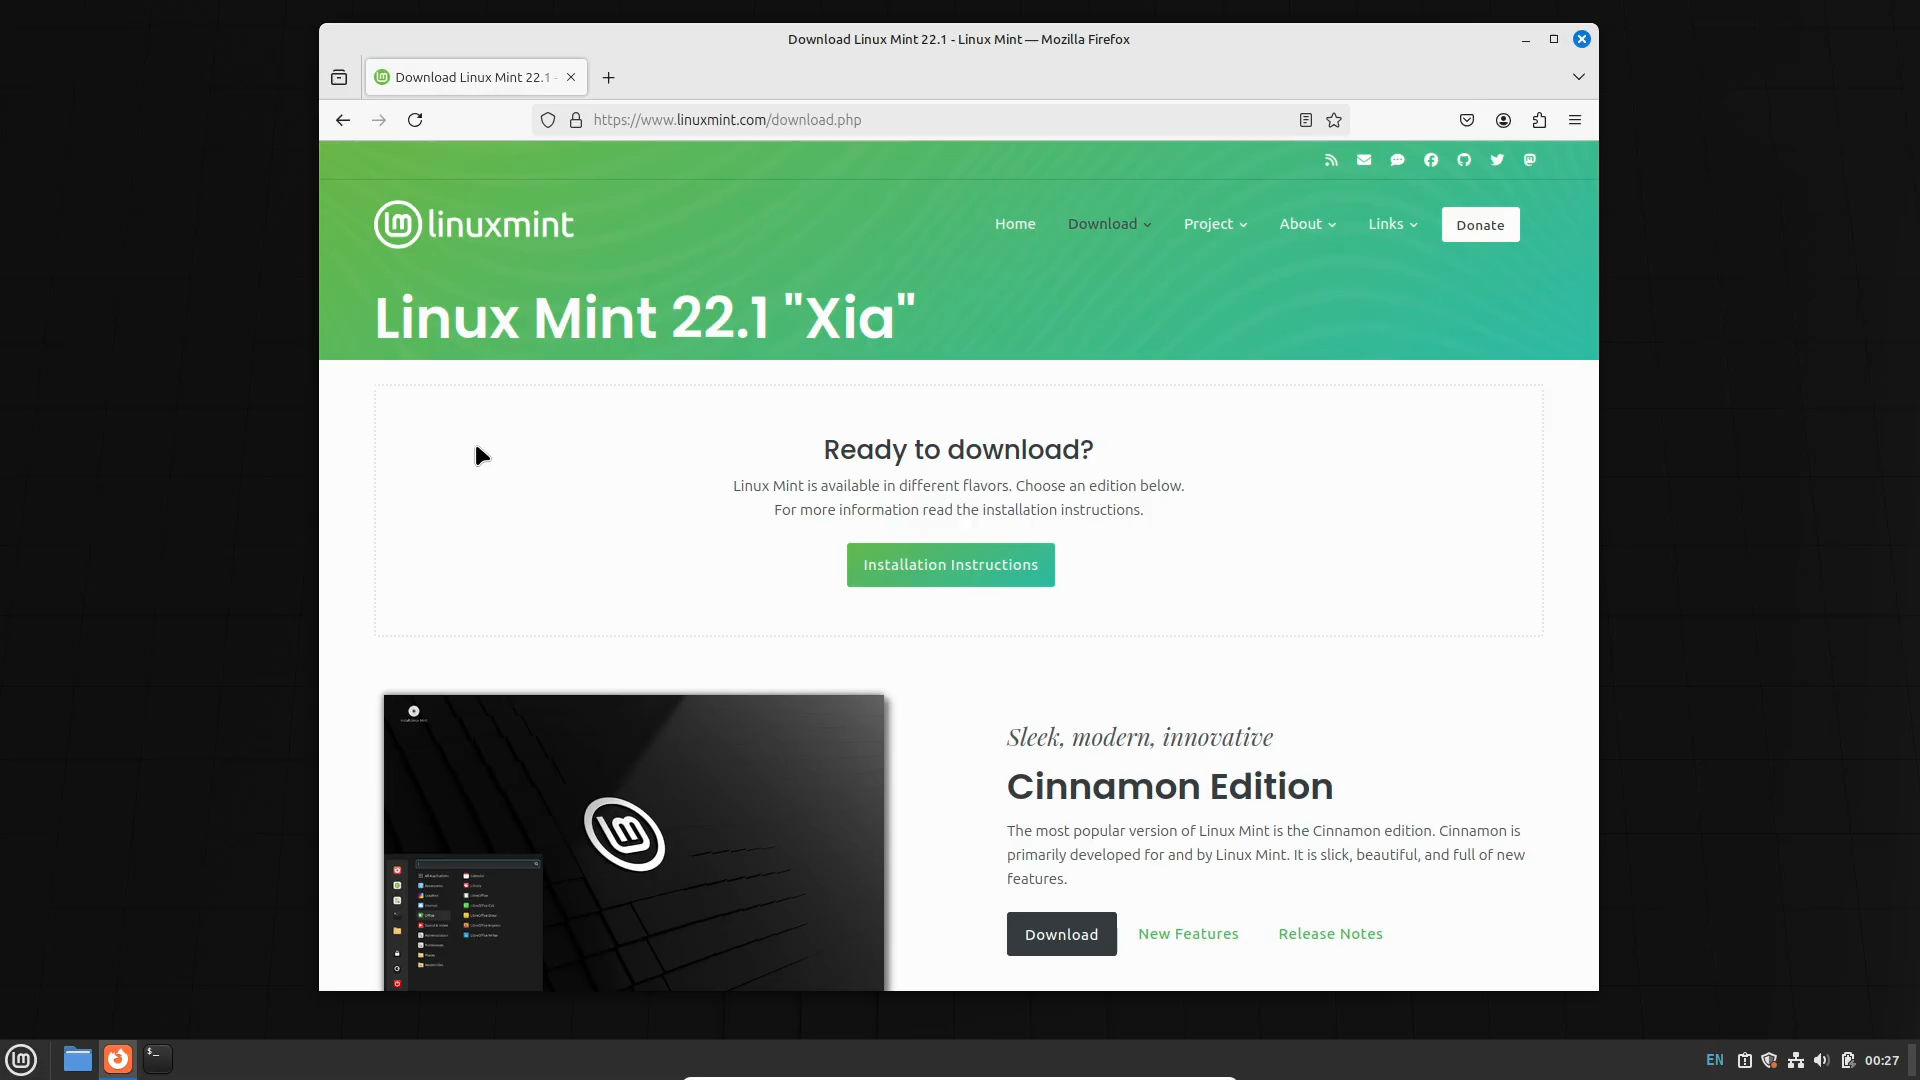 Download Linux Mint 22.1 - Linux Mint — Mozilla Firefox
Download Linux Mint 22.1 -
https://www.linuxmint.com/download.php
linuxmint
Home Download Project About Links Donate
Linux Mint 22.1 "Xia"
Ready to download?
Linux Mint is available in different flavors. Choose an edition below.
For more information read the installation instructions.
Installation Instructions
Sleek, modern, innovative
Cinnamon Edition
The most popular version of Linux Mint is the Cinnamon edition. Cinnamon is
primarily developed for and by Linux Mint. It is slick, beautiful, and full of new
features.
Download New Features Release Notes
EN 00:27